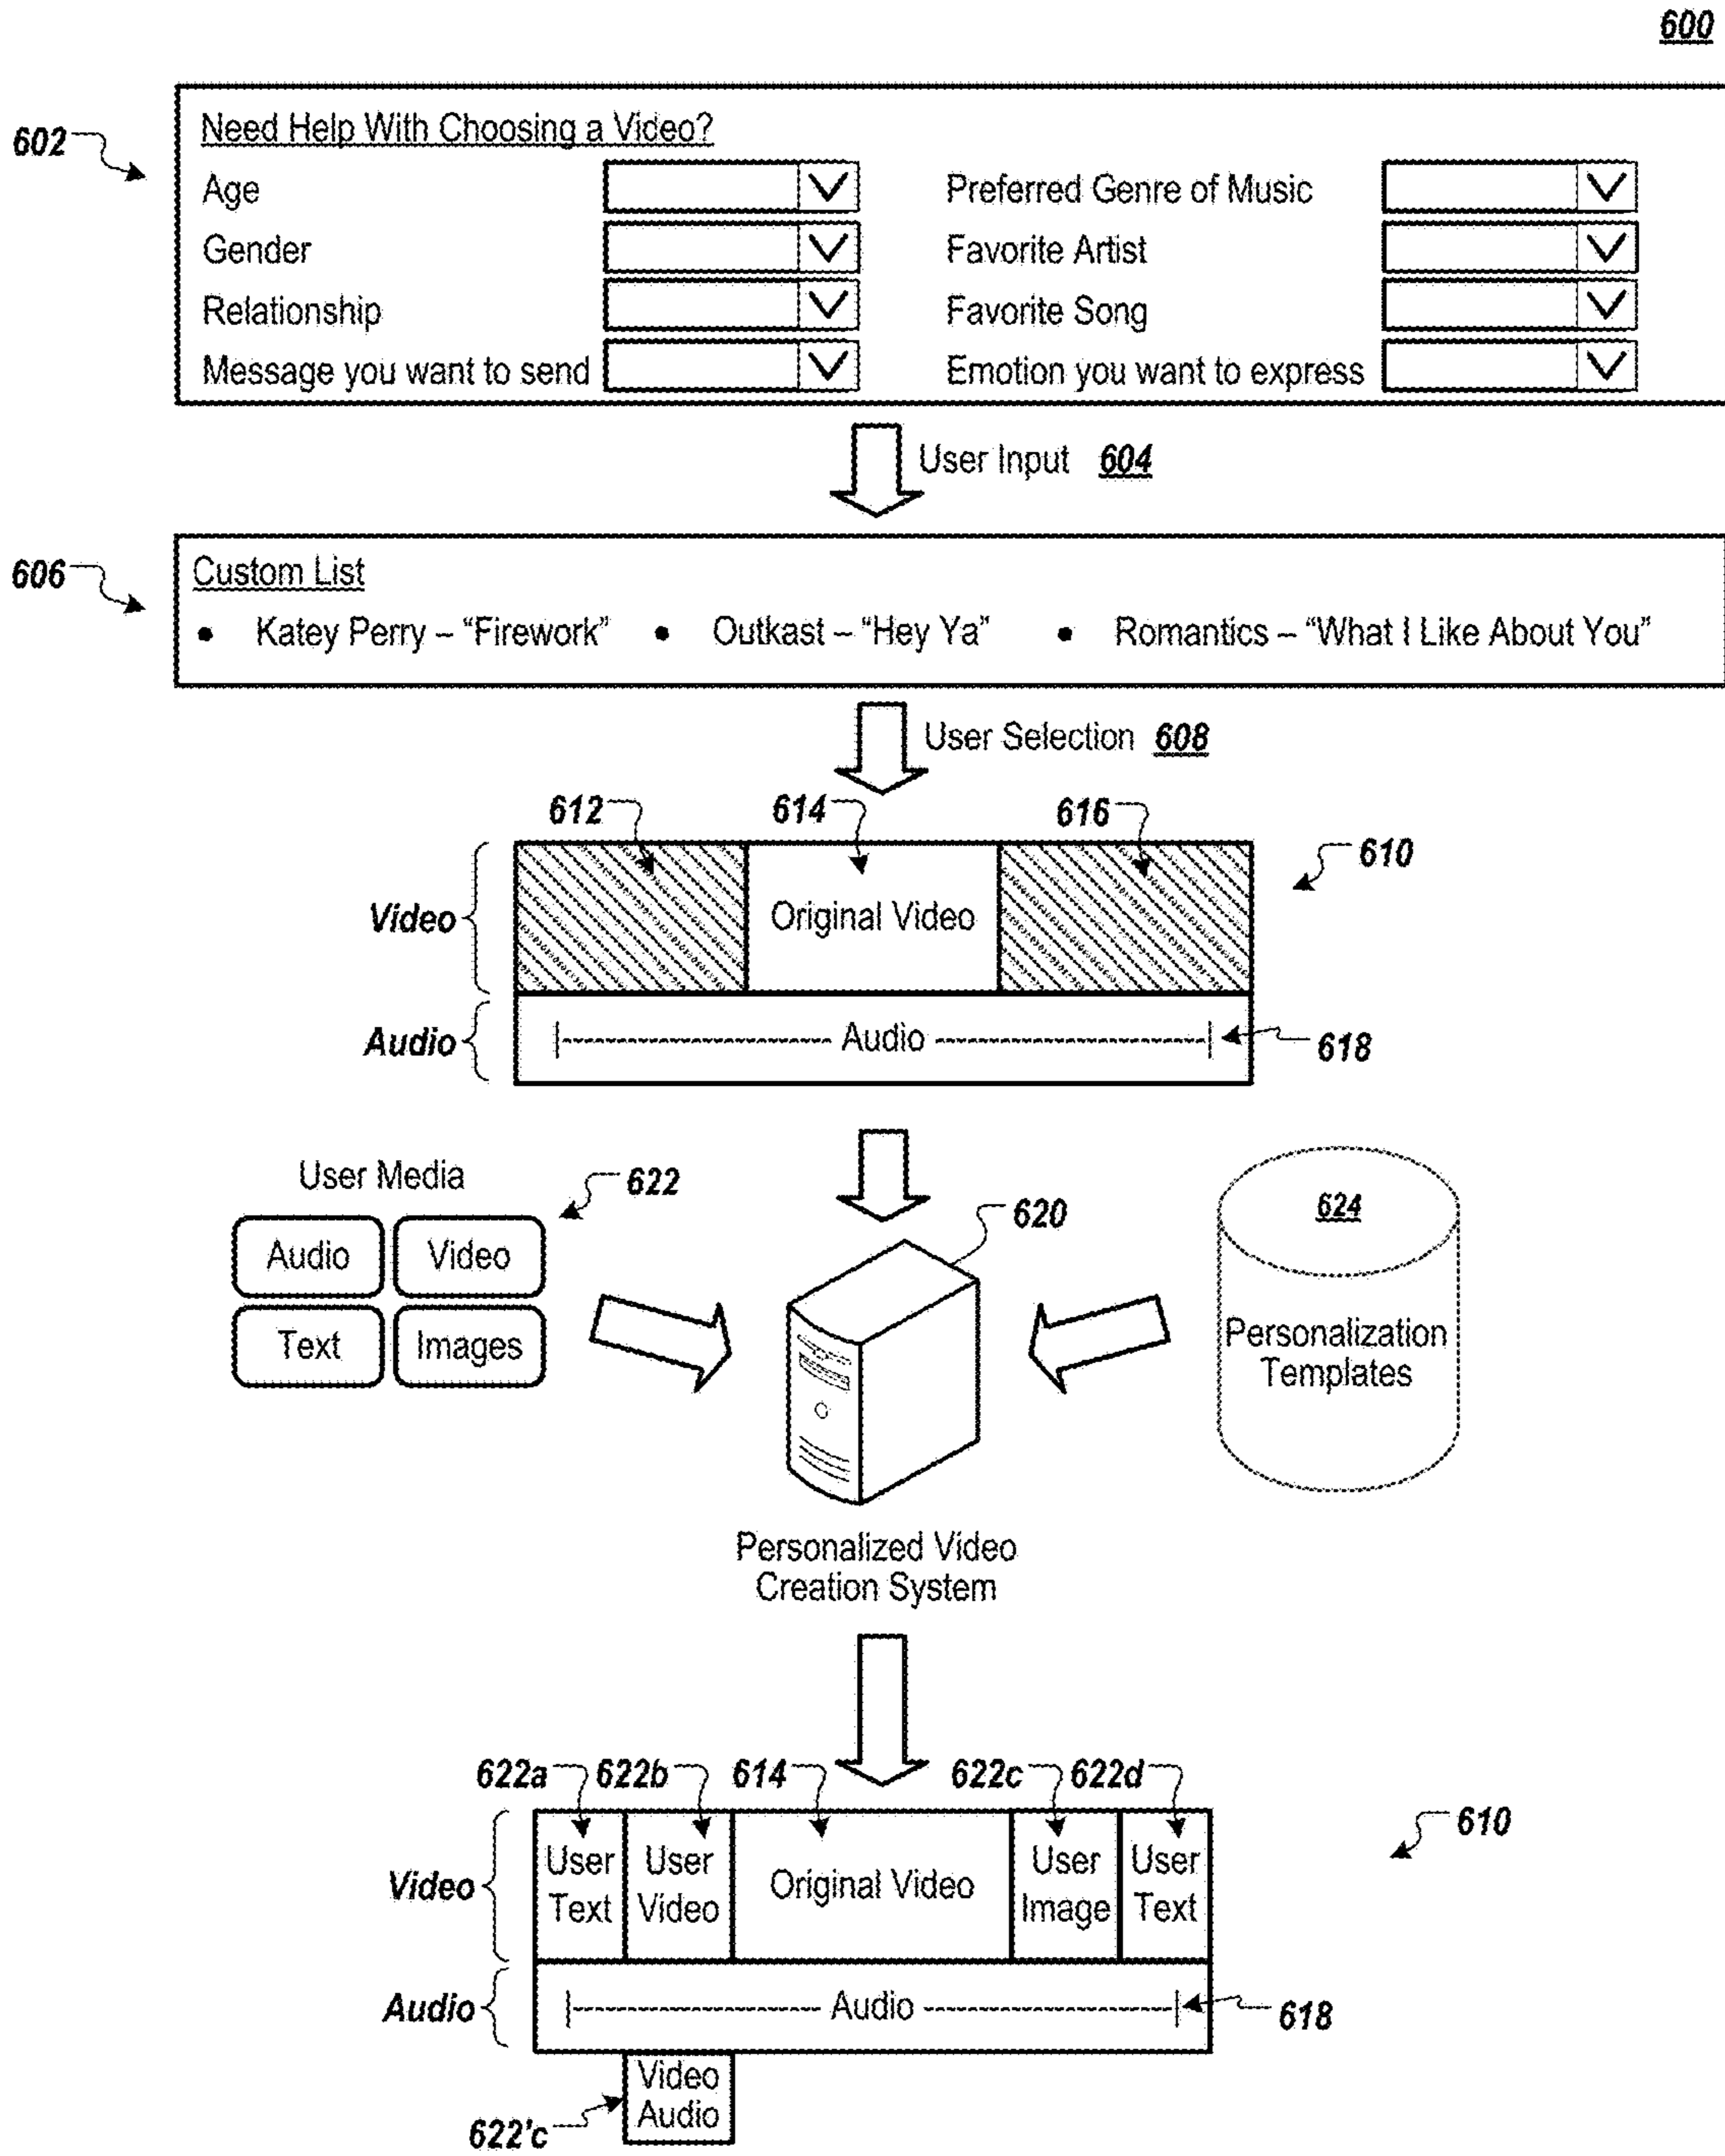 600
602
Need Help With Choosing a Video?
Age
Preferred Genre of Music
Gender
Favorite Artist
Relationship
Favorite Song
Message you want to send
Emotion you want to express
User Input 604
606
Custom List
• Katey Perry – “Firework” • Outkast – “Hey Ya” • Romantics – “What I Like About You”
User Selection 608
612 614 616
610
Video
Original Video
Audio
Audio
618
User Media
622
Audio Video
Text Images
620
624
Personalization
Templates
Personalized Video
Creation System
622a 622b 614 622c 622d
610
Video
User Text
User Video
Original Video
User Image
User Text
Audio
Audio
618
Video
Audio
622'c